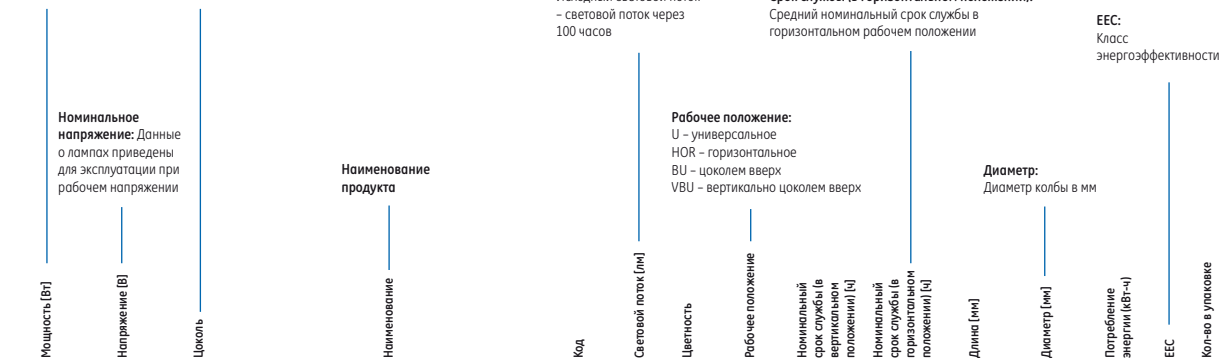 – световой поток через
100 часов
Средний номинальный срок службы в
горизонтальном рабочем положении
EEC:
Класс
энергоэффективности
Номинальное
напряжение: Данные
о лампах приведены
для эксплуатации при
рабочем напряжении
Наименование
продукта
Рабочее положение:
U – универсальное
HOR – горизонтальное
BU – цоколем вверх
VBU – вертикально цоколем вверх
Диаметр:
Диаметр колбы в мм
Мощность [Вт]
Напряжение [В]
Цоколь
Наименование
Код
Световой поток [лм]
Цветность
Рабочее положение
Номинальный
срок службы (в
вертикальном
положении) [ч]
Номинальный
срок службы (в
горизонтальном
положении) [ч]
Длина [мм]
Диаметр [мм]
Потребление
энергии (кВт-ч)
EEC
Кол-во в упаковке